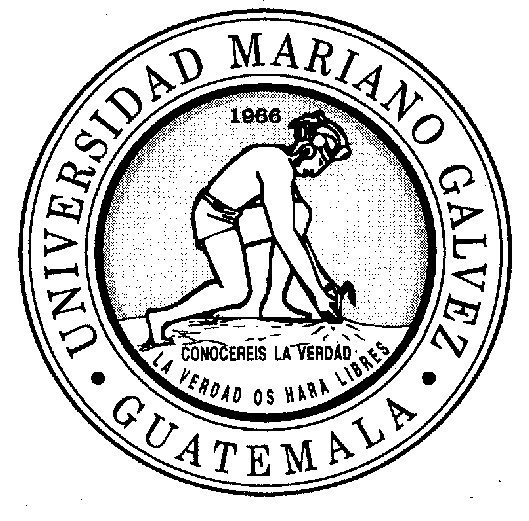 UNIVERSIDAD MARIANO GALVEZ
1966
CONOCEREIS LA VERDAD
LA VERDAD OS HARA LIBRES
• GUATEMALA •